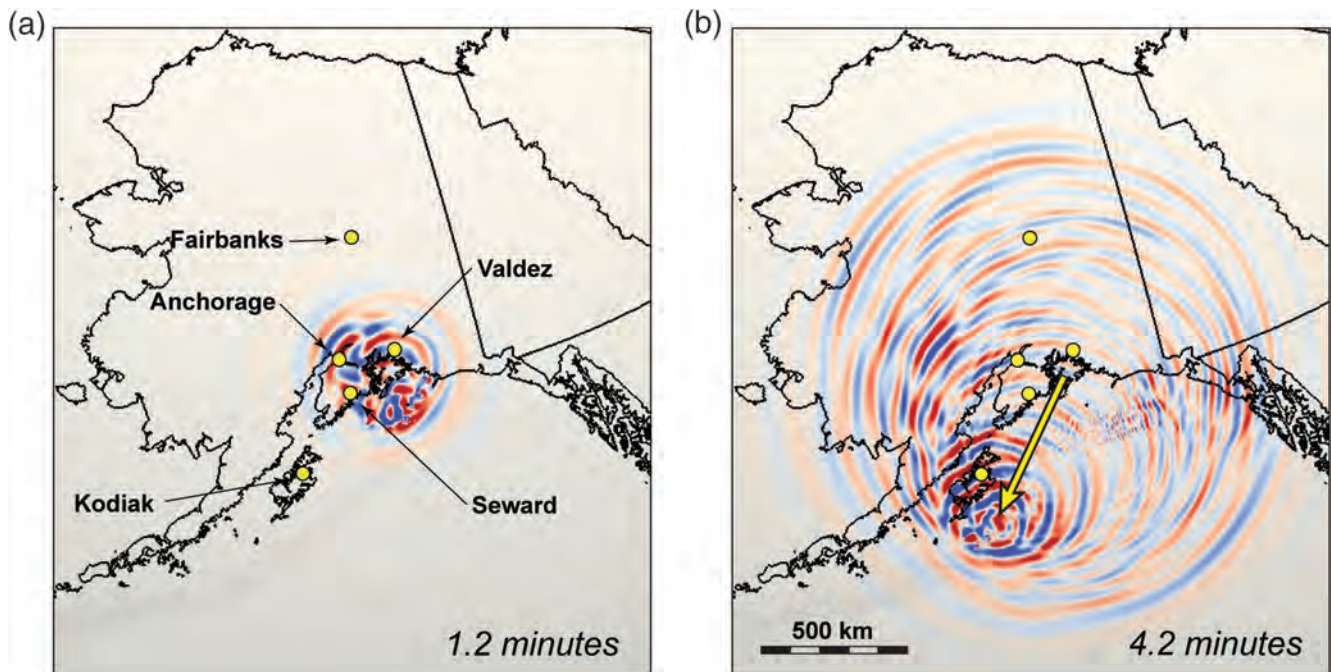 (a)
Fairbanks
Valdez
Anchorage
Kodiak
Seward
1.2 minutes
(b)
500 km
4.2 minutes